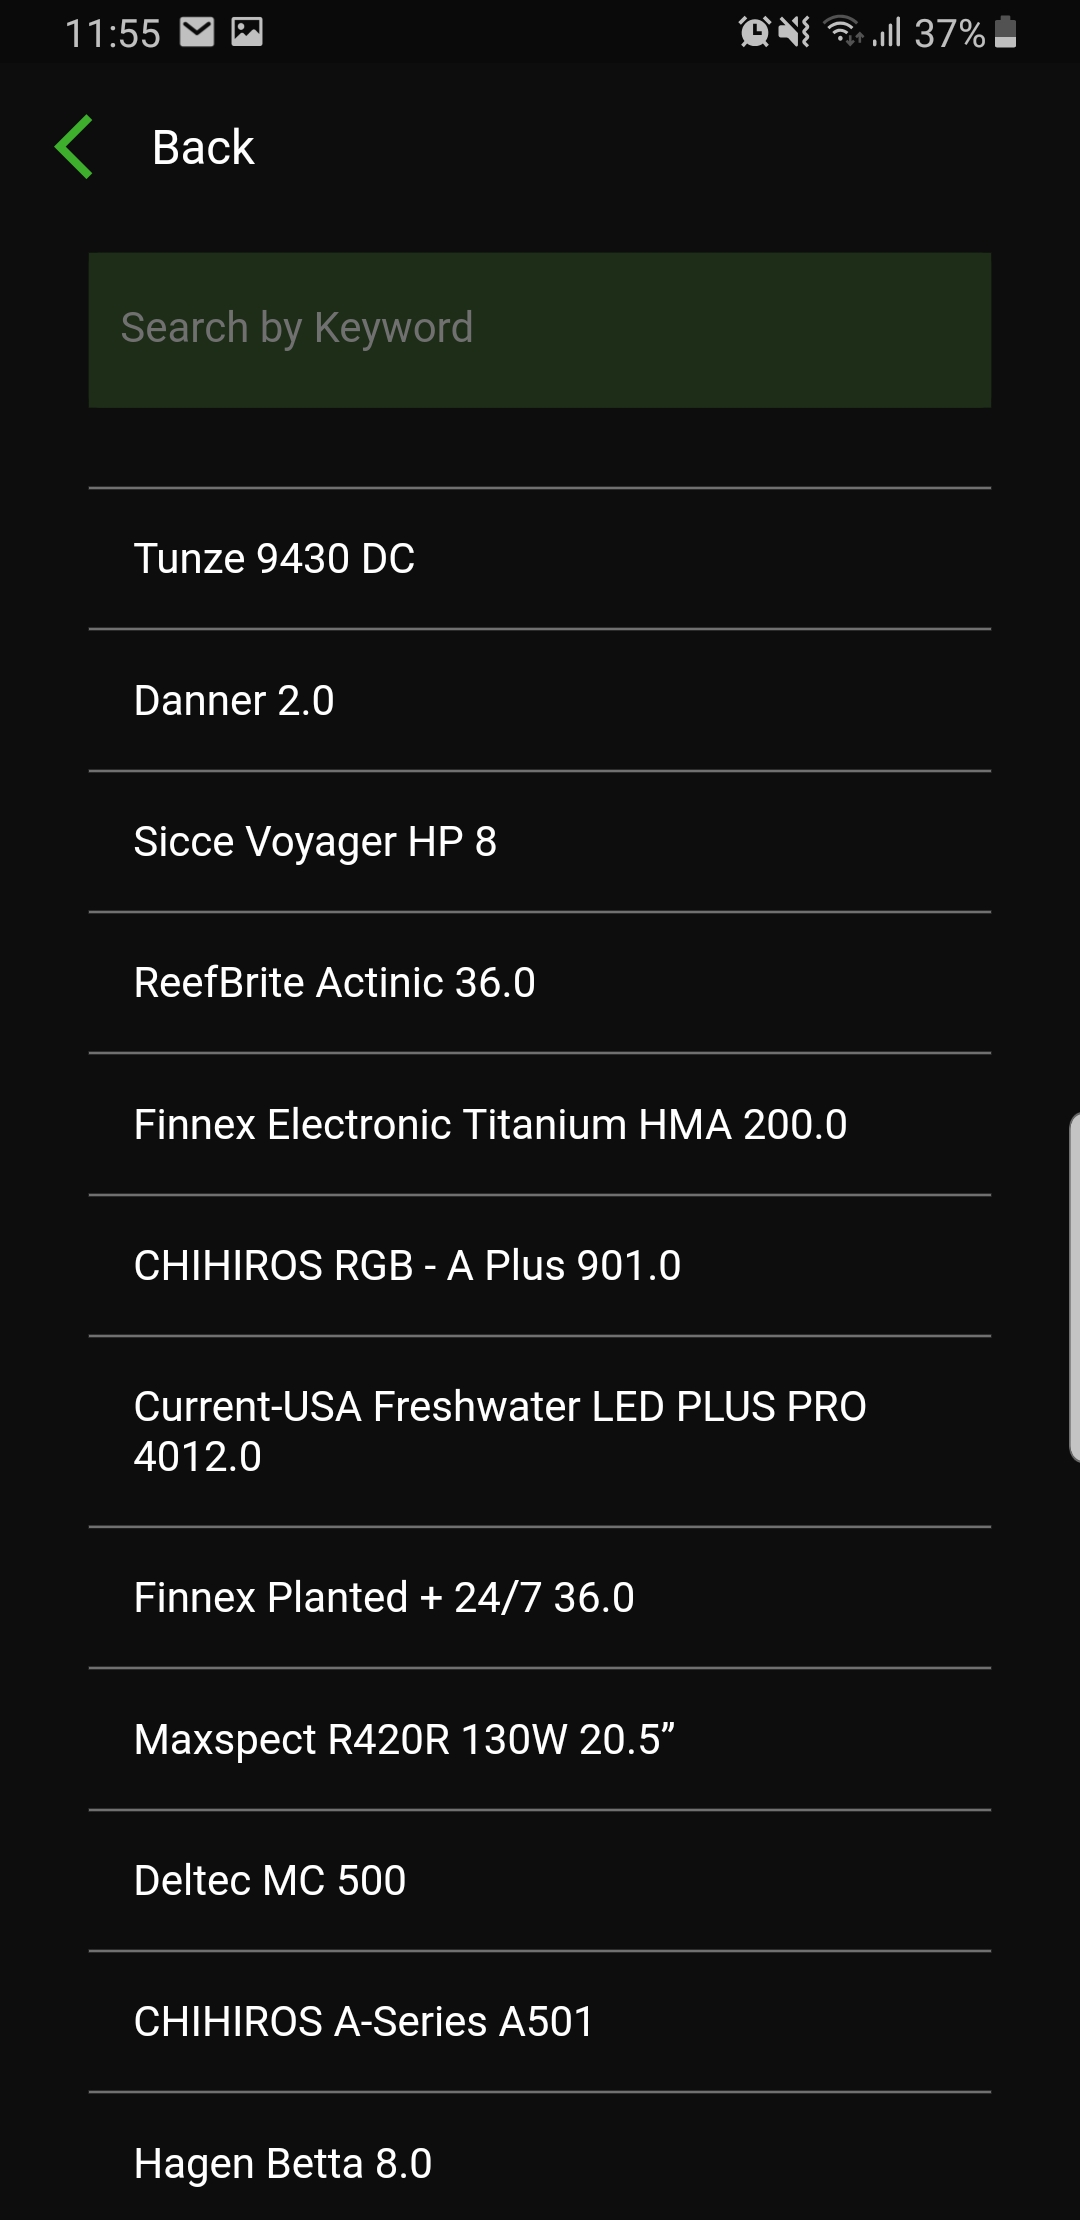 11:55
37%
Back
Search by Keyword
Tunze 9430 DC
Danner 2.0
Sicce Voyager HP 8
ReefBrite Actinic 36.0
Finnex Electronic Titanium HMA 200.0
CHIHIROS RGB - A Plus 901.0
Current-USA Freshwater LED PLUS PRO
4012.0
Finnex Planted + 24/7 36.0
Maxspect R420R 130W 20.5”
Deltec MC 500
CHIHIROS A-Series A501
Hagen Betta 8.0